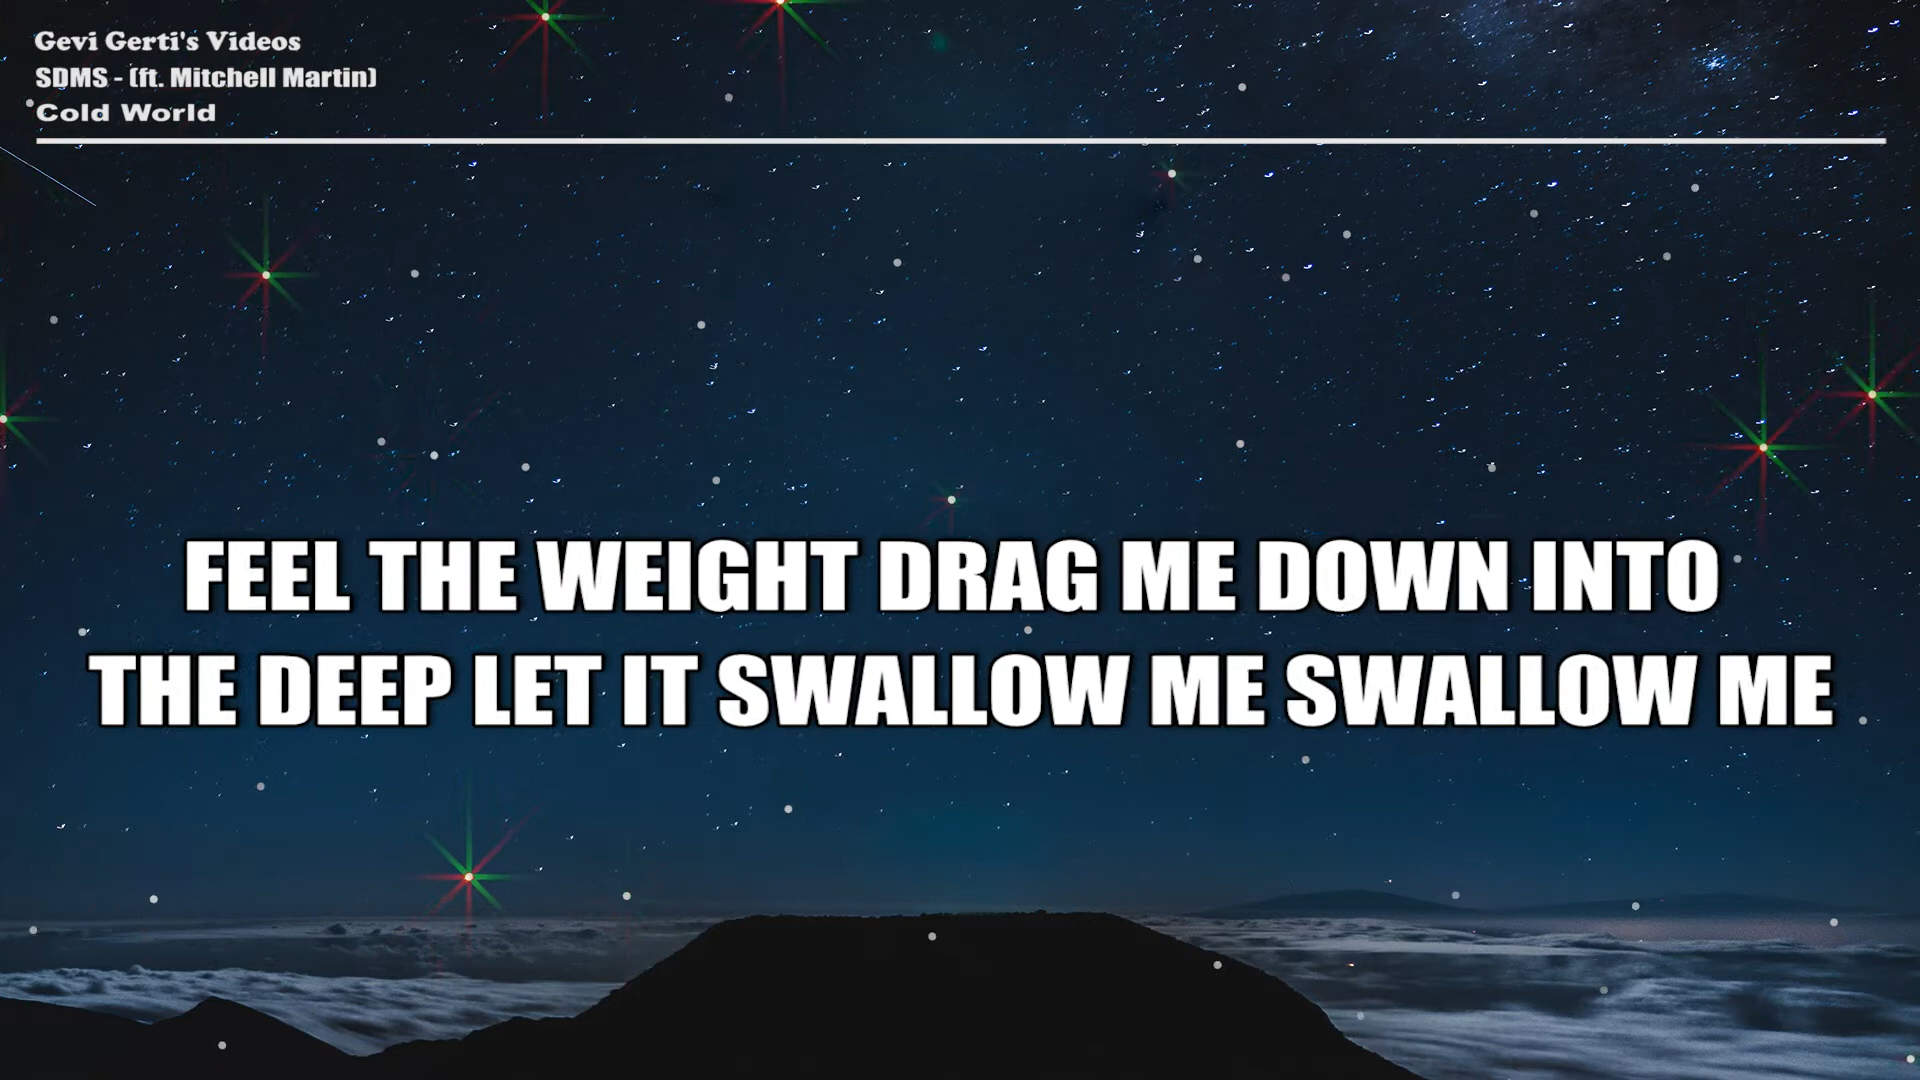 Gevi Gerti's Videos
SDMS - (ft. Mitchell Martin)
Cold World
FEEL THE WEIGHT DRAG ME DOWN INTO
THE DEEP LET IT SWALLOW ME SWALLOW ME